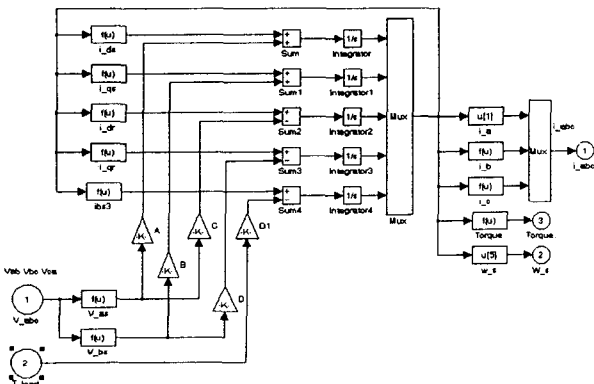 f(u)
i_ds
Sum
1/s
Integrator
f(u)
i_qs
Sum1
1/s
Integrator1
f(u)
i_dr
Sum2
1/s
Integrator2
f(u)
i_qr
Sum3
1/s
Integrator3
f(u)
ibs3
Sum4
1/s
Integrator4
Mux
Mux
u[1]
i_a
f(u)
i_b
f(u)
i_c
Mux
i_abc
1
i_abc
f(u)
Torque
3
Torque
u[5]
w_s
2
W_s
-K-
A
-K-
B
-K-
C
-K-
D
-K-
D1
Vab Vbc Vca
1
V_abc
f(u)
V_as
f(u)
V_bs
2